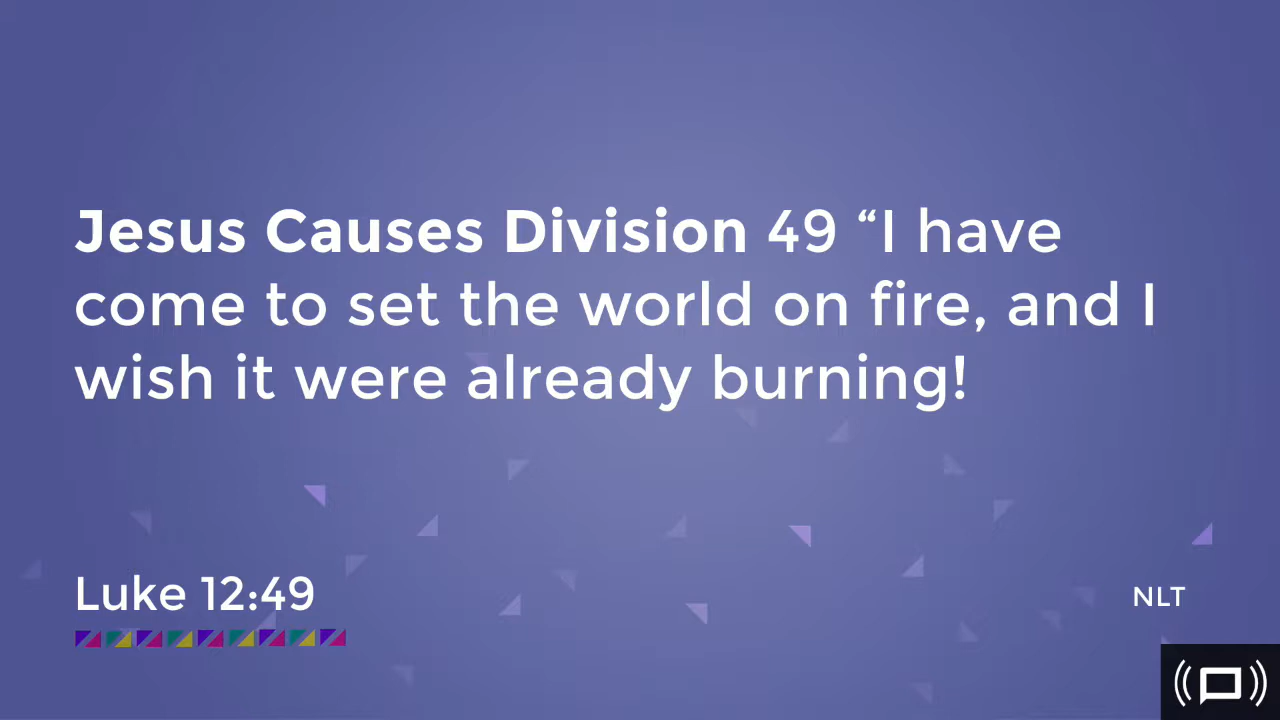 Jesus Causes Division 49 “I have
come to set the world on fire, and I
wish it were already burning!
Luke 12:49
NLT